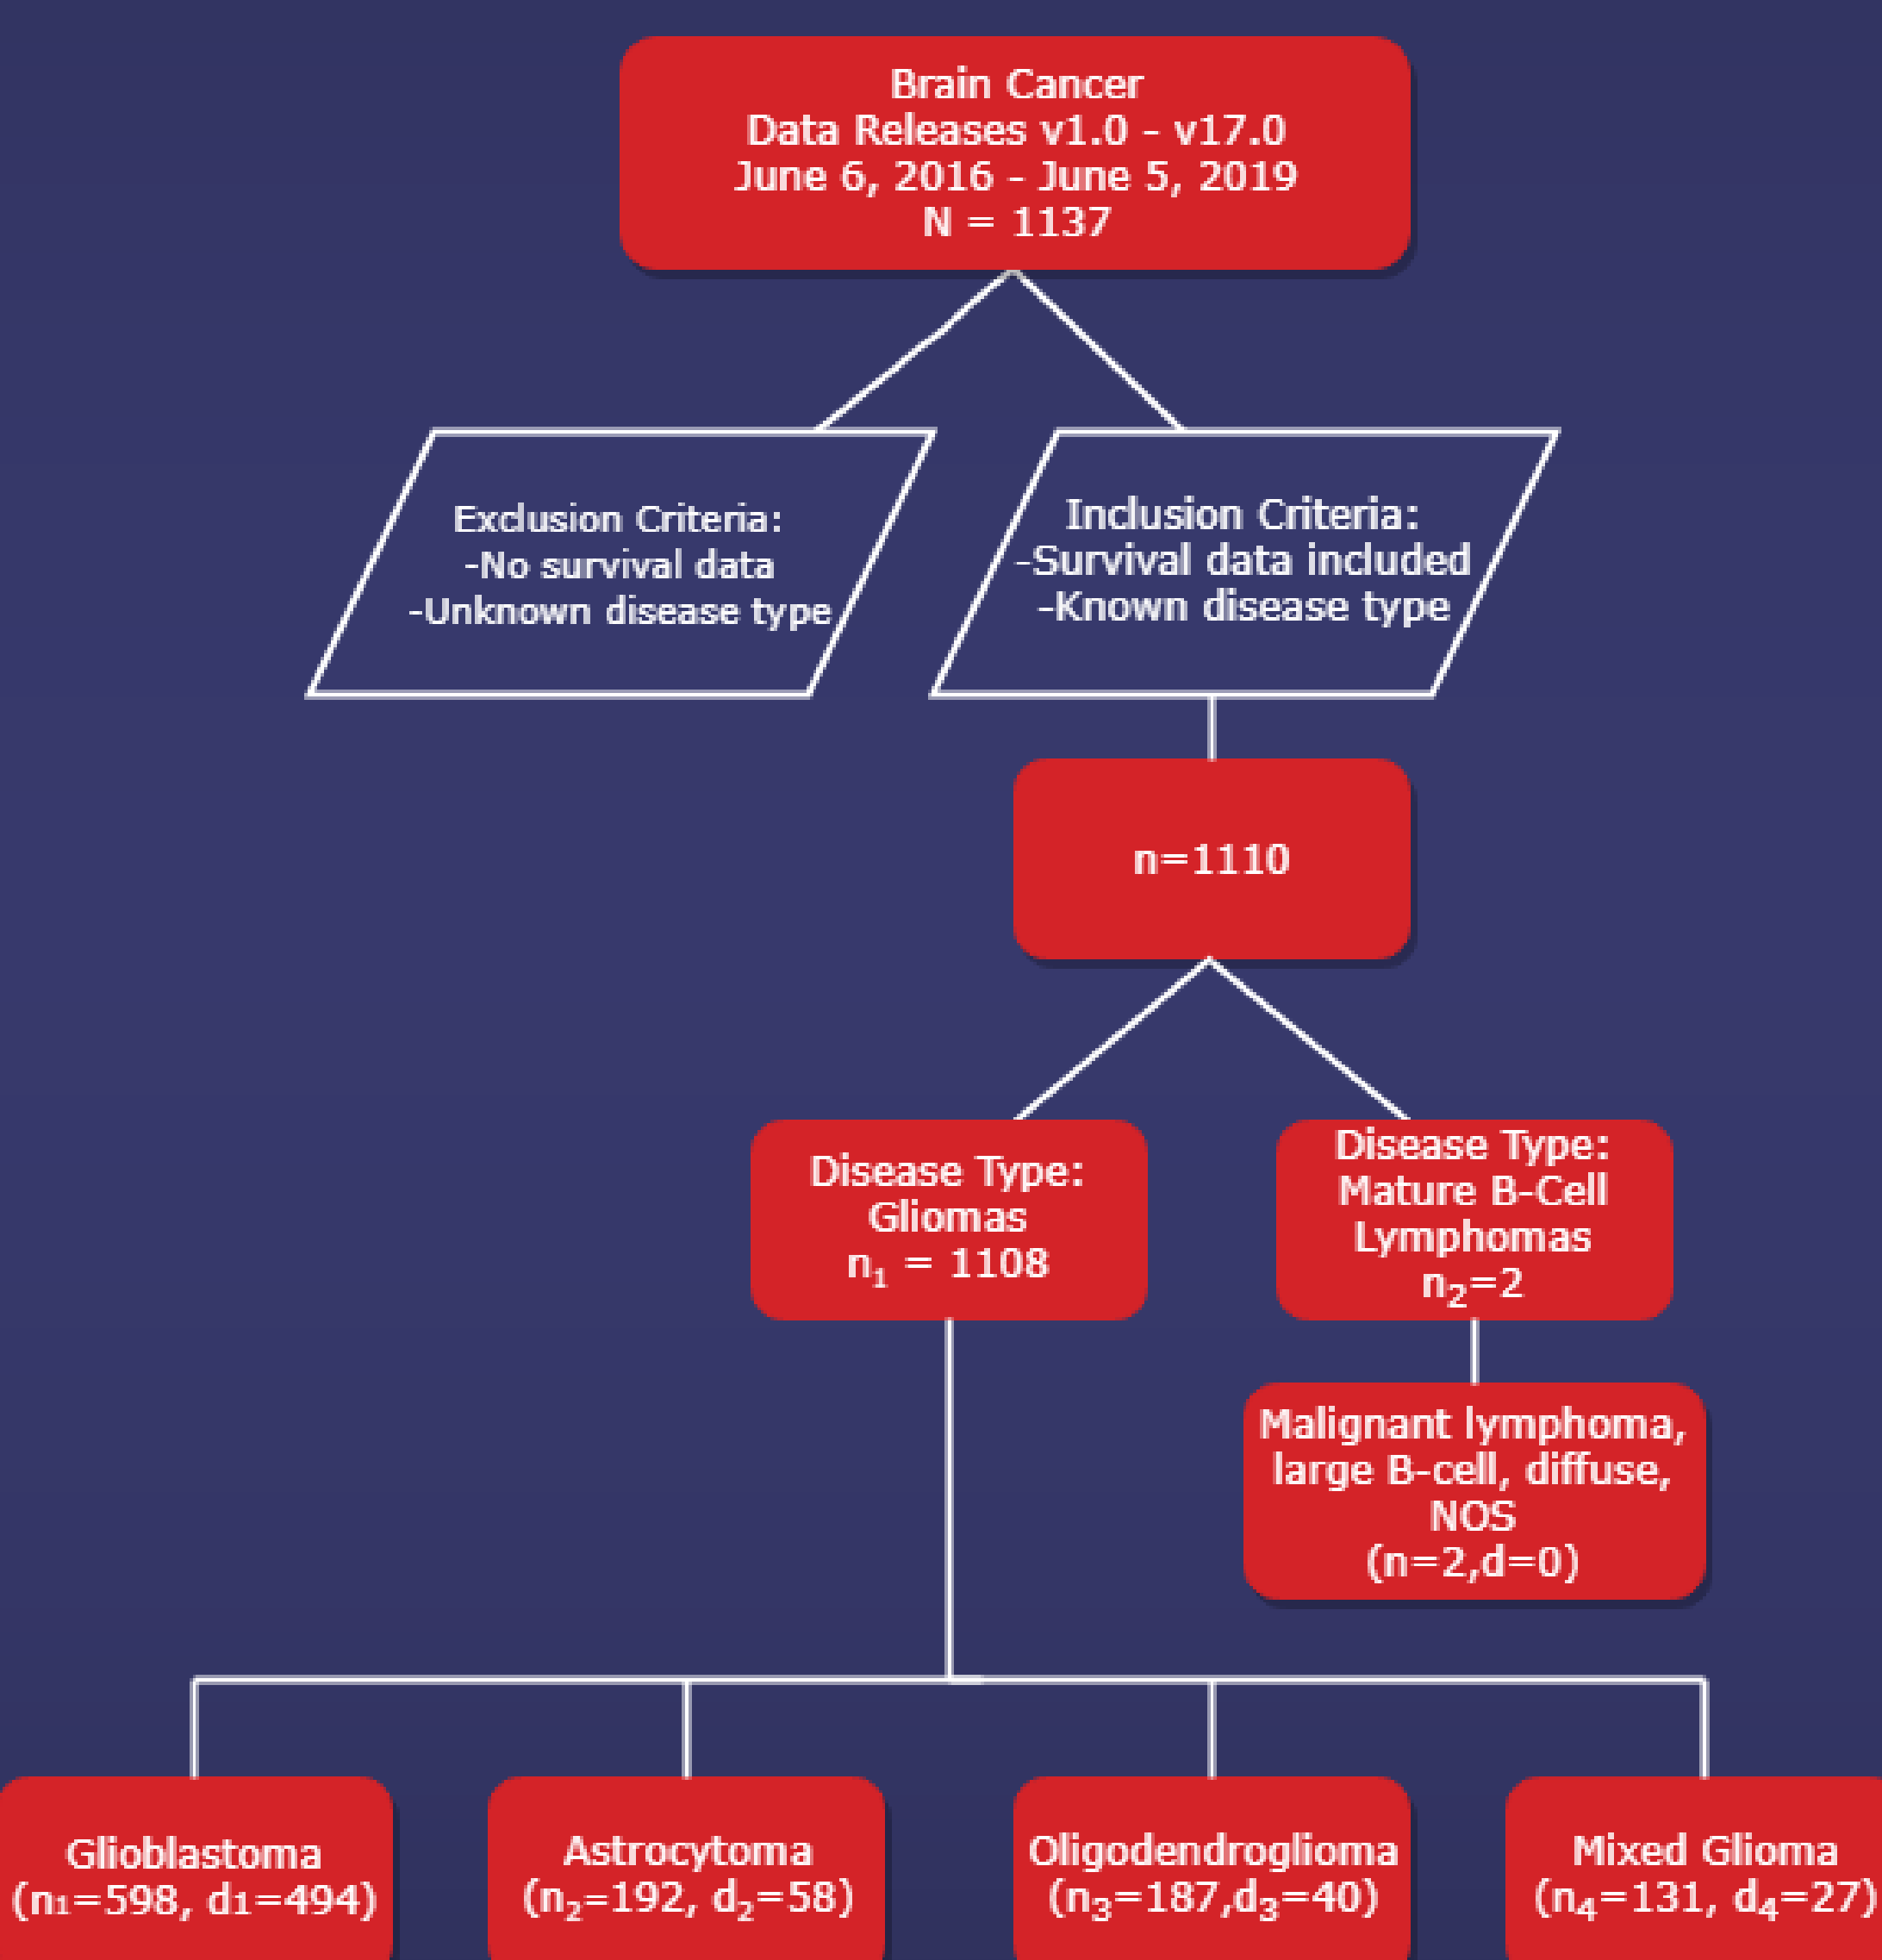 Brain Cancer
Data Releases v1.0 - v17.0
June 6, 2016 - June 5, 2019
N = 1137
Exclusion Criteria:
-No survival data
-Unknown disease type
Inclusion Criteria:
-Survival data included
-Known disease type
n=1110
Disease Type:
Gliomas
n₁ = 1108
Disease Type:
Mature B-Cell
Lymphomas
n₂=2
Malignant lymphoma,
large B-cell, diffuse,
NOS
(n=2,d=0)
Glioblastoma
(n₁=598, d1=494)
Astrocytoma
(n₂=192, d₂=58)
Oligodendroglioma
(n₃=187,d₃=40)
Mixed Glioma
(n₄=131, d₄=27)